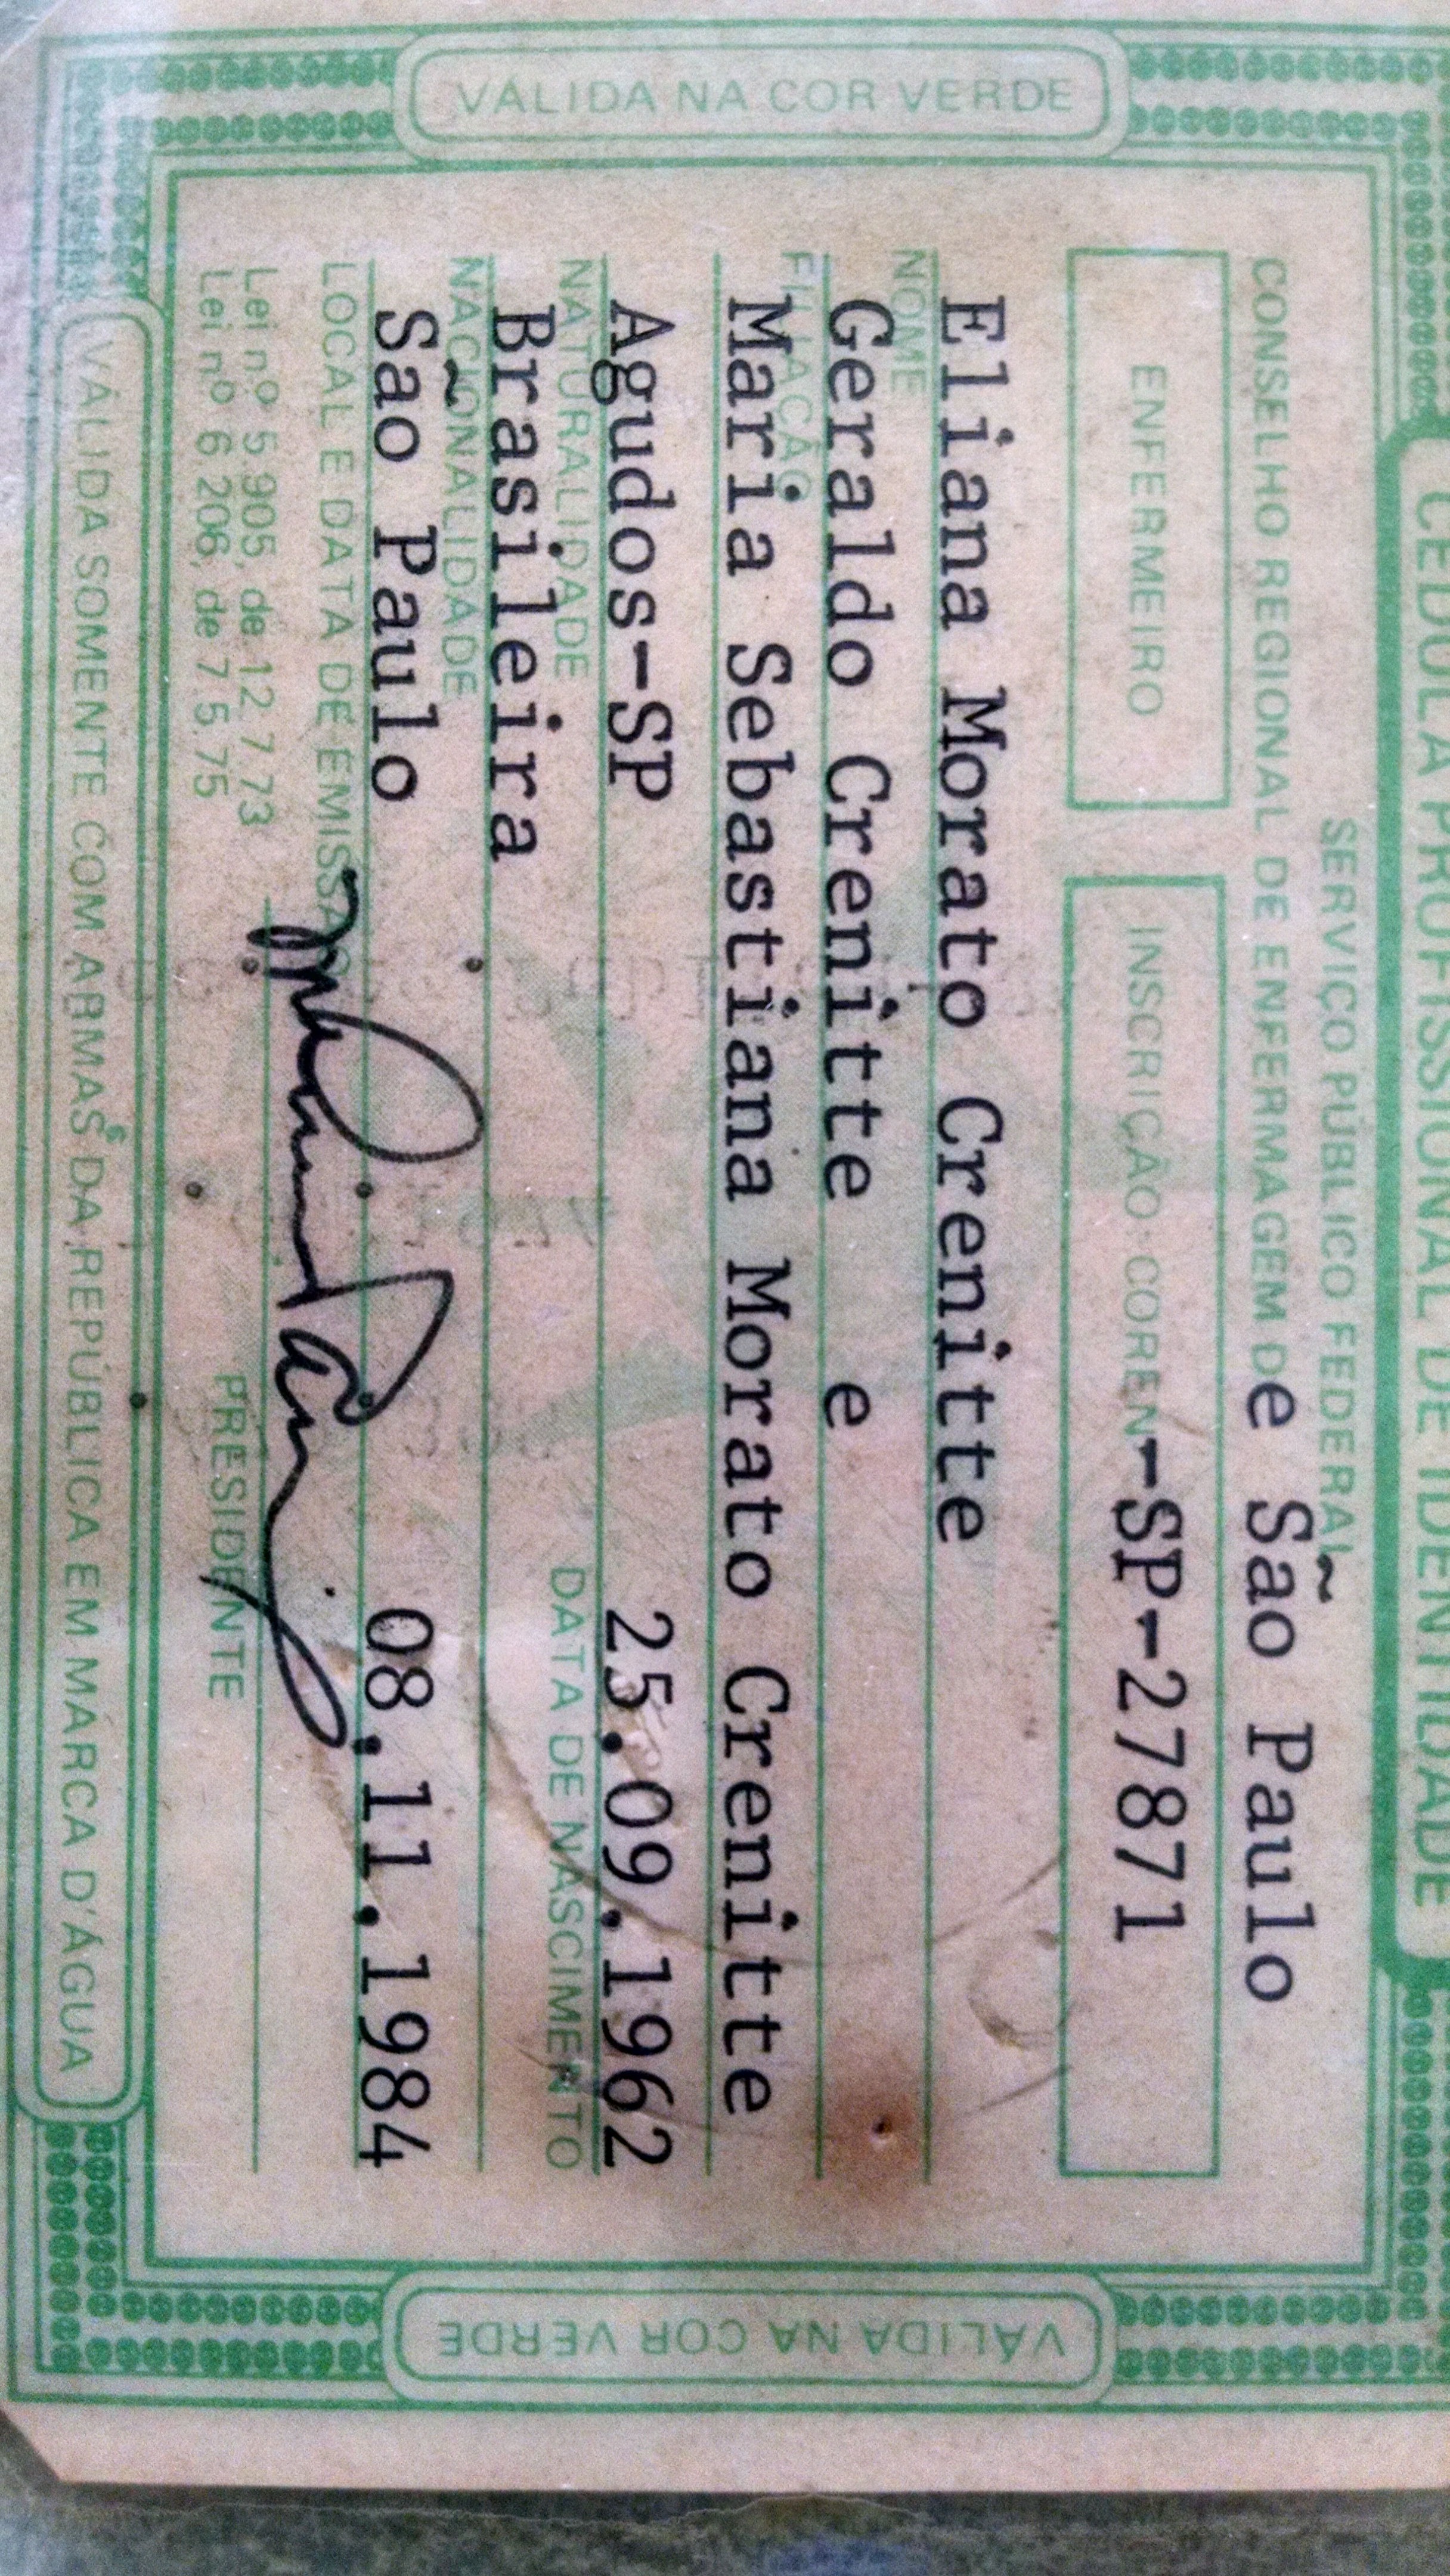 CÉDULA PROFISSIONAL DE IDENTIDADE
SERVIÇO PÚBLICO FEDERAL
CONSELHO REGIONAL DE ENFERMAGEM De São Paulo
ENFERMEIRO
INSCRIÇÃO-COREN-SP-27871
Eliana Morato Crenitte
NOME
Geraldo Crenitte e
FILIAÇÃO
Maria Sebastiana Morato Crenitte
Agudos-SP 25.09.1962
NATURALIDADE DATA DE NASCIMENTO
Brasileira
NACIONALIDADE
São Paulo 08.11.1984
LOCAL E DATA DE EMISSÃO
Lei nº 5.905, de 12.7.73
Lei nº 6 206, de 7.5.75
PRESIDENTE
VÁLIDA SOMENTE COM ARMAS DA REPÚBLICA EM MARCA D'ÁGUA
VÁLIDA NA COR VERDE
VÁLIDA NA COR VERDE